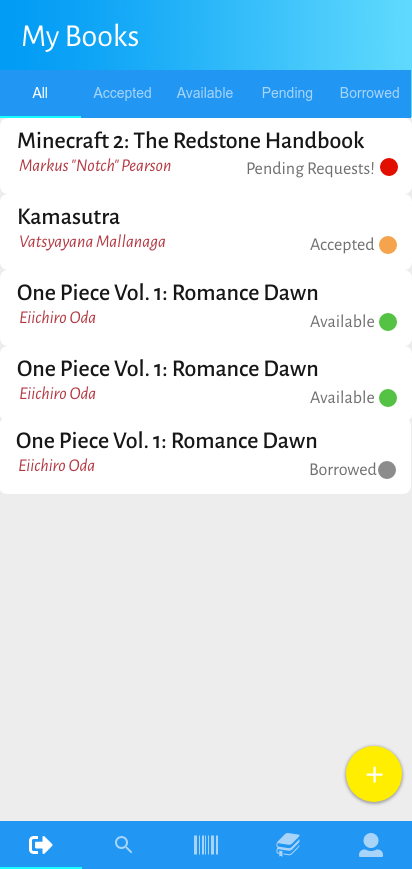 My Books
All Accepted Available Pending Borrowed
Minecraft 2: The Redstone Handbook
Markus "Notch" Pearson
Pending Requests!
Kamasutra
Vatsyayana Mallanaga
Accepted
One Piece Vol. 1: Romance Dawn
Eiichiro Oda
Available
One Piece Vol. 1: Romance Dawn
Eiichiro Oda
Available
One Piece Vol. 1: Romance Dawn
Eiichiro Oda
Borrowed
+